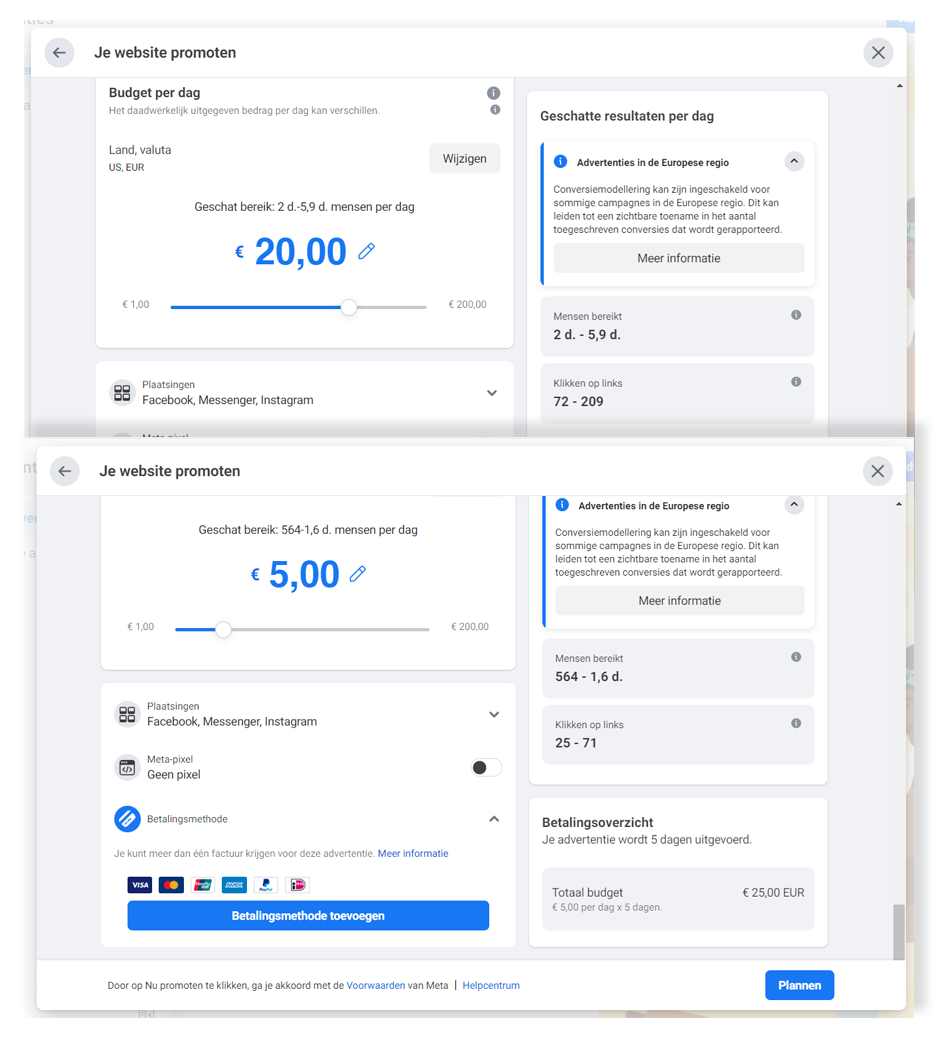 Je website promoten
Budget per dag
Het daadwerkelijk uitgegeven bedrag per dag kan verschillen.
Land, valuta
US, EUR
Wijzigen
Geschat bereik: 2 d.-5,9 d. mensen per dag
€ 20,00
€ 1,00
€ 200,00
Plaatsingen
Facebook, Messenger, Instagram
Geschatte resultaten per dag
Advertenties in de Europese regio
Conversiemodellering kan zijn ingeschakeld voor
sommige campagnes in de Europese regio. Dit kan
leiden tot een zichtbare toename in het aantal
toegeschreven conversies dat wordt gerapporteerd.
Meer informatie
Mensen bereikt
2 d. - 5,9 d.
Klikken op links
72 - 209
Je website promoten
Geschat bereik: 564-1,6 d. mensen per dag
€ 5,00
€ 1,00
€ 200,00
Plaatsingen
Facebook, Messenger, Instagram
Meta-pixel
Geen pixel
Betalingsmethode
Je kunt meer dan één factuur krijgen voor deze advertentie. Meer informatie
VISA
PayPal
Betalingsmethode toevoegen
Advertenties in de Europese regio
Conversiemodellering kan zijn ingeschakeld voor
sommige campagnes in de Europese regio. Dit kan
leiden tot een zichtbare toename in het aantal
toegeschreven conversies dat wordt gerapporteerd.
Meer informatie
Mensen bereikt
564 - 1,6 d.
Klikken op links
25 - 71
Betalingsoverzicht
Je advertentie wordt 5 dagen uitgevoerd.
Totaal budget
€ 25,00 EUR
€ 5,00 per dag x 5 dagen.
Door op Nu promoten te klikken, ga je akkoord met de Voorwaarden van Meta | Helpcentrum
Plannen